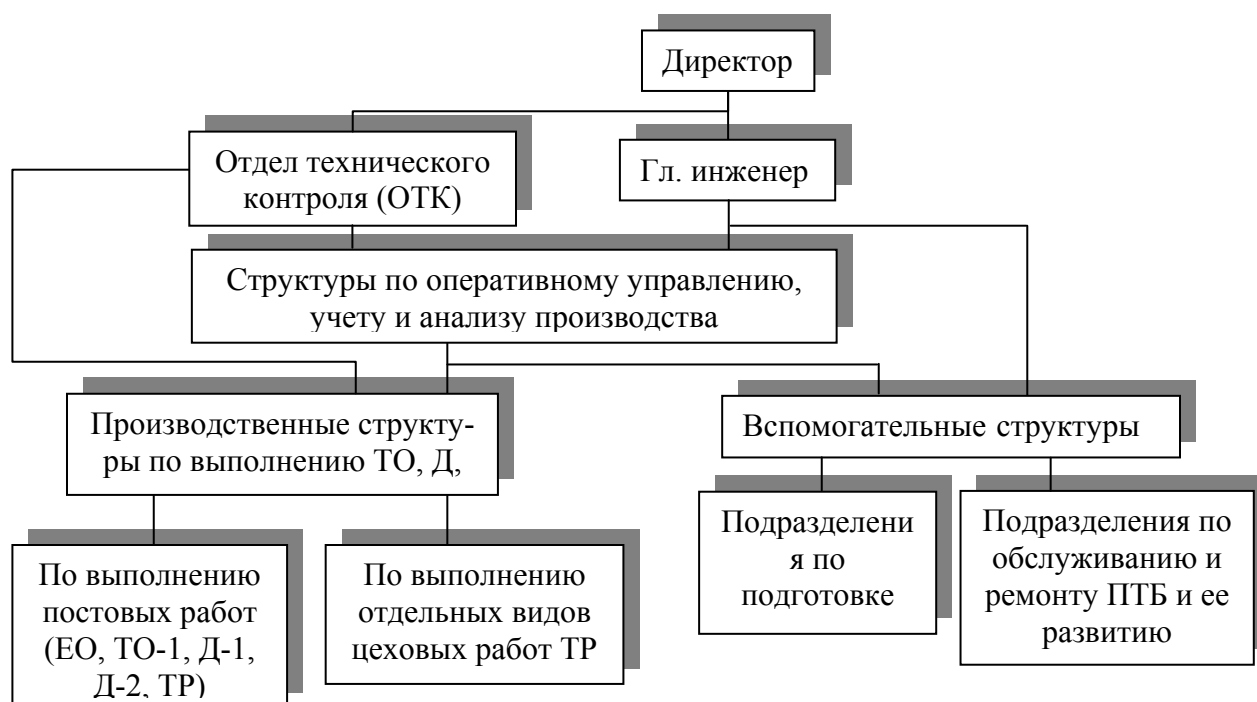 Директор
Отдел технического
контроля (ОТК)
Гл. инженер
Структуры по оперативному управлению,
учету и анализу производства
Производственные структу-
ры по выполнению ТО, Д,
Вспомогательные структуры
По выполнению
постовых работ
(ЕО, ТО-1, Д-1,
Д-2, ТР)
По выполнению
отдельных видов
цеховых работ ТР
Подразделени
я по
подготовке
Подразделения по
обслуживанию и
ремонту ПТБ и ее
развитию